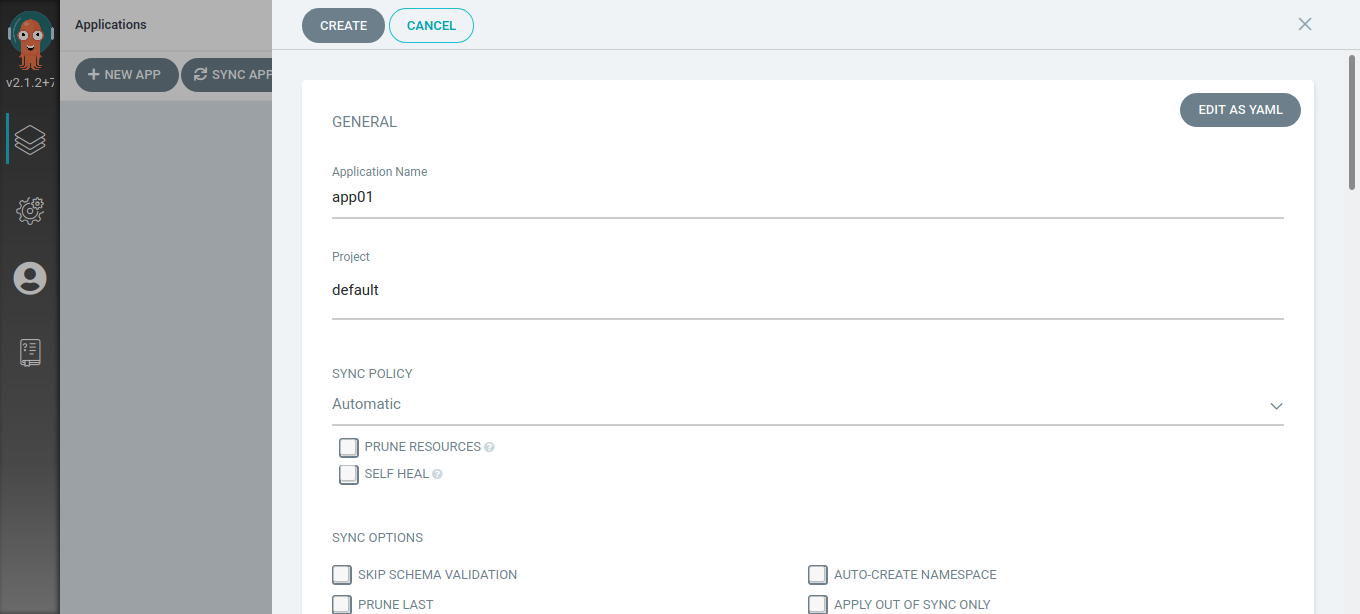 Applications
CREATE
CANCEL
v2.1.2+7
NEW APP
SYNC APP
GENERAL
EDIT AS YAML
Application Name
app01
Project
default
SYNC POLICY
Automatic
PRUNE RESOURCES
SELF HEAL
SYNC OPTIONS
SKIP SCHEMA VALIDATION
AUTO-CREATE NAMESPACE
PRUNE LAST
APPLY OUT OF SYNC ONLY